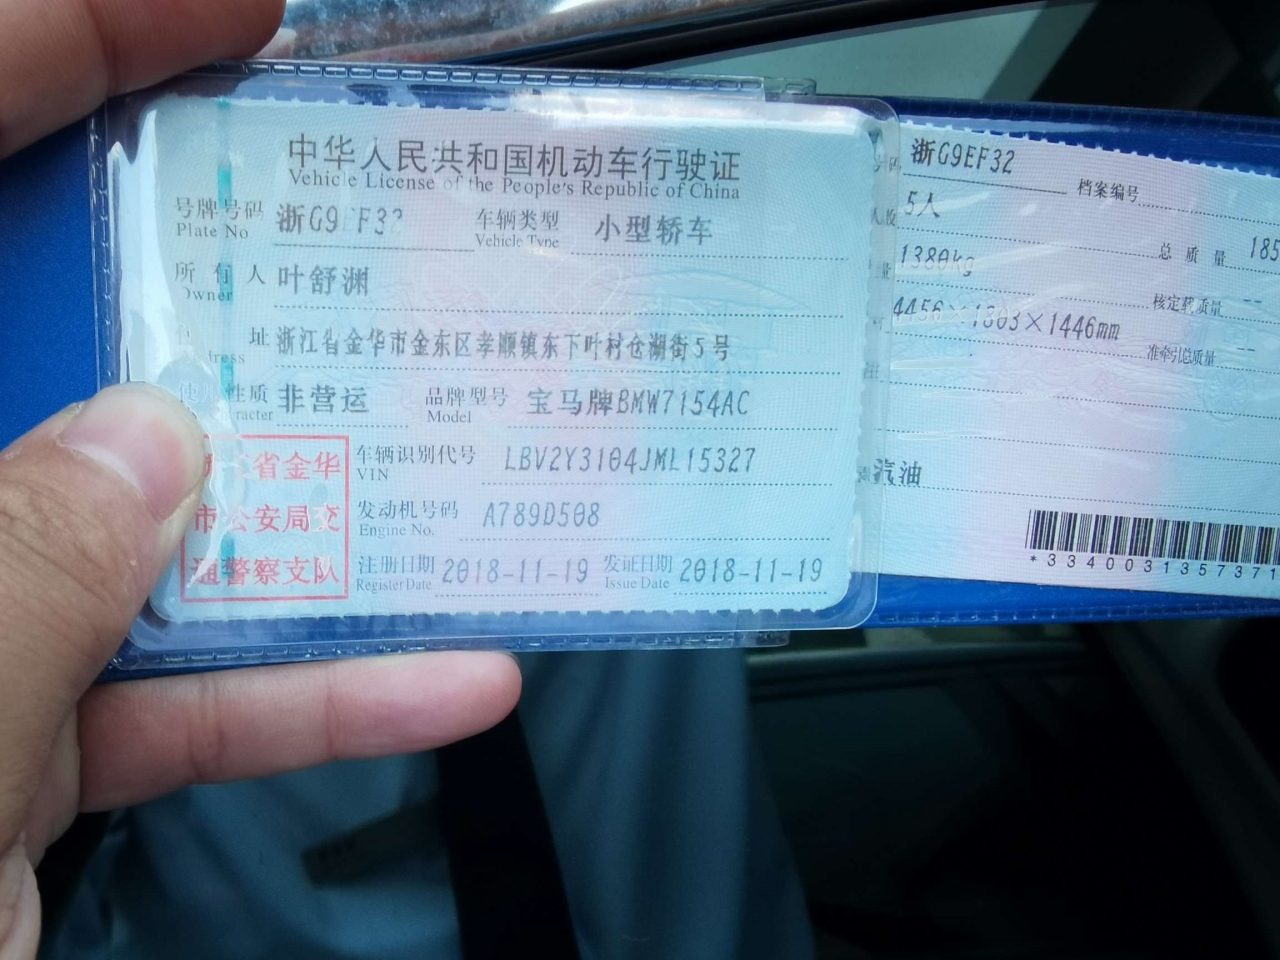 中华人民共和国机动车行驶证
Vehicle License of the People's Republic of China
号牌号码 浙G9EF32 车辆类型 小型轿车
Plate No Vehicle Type
所有人 叶舒渊
Owner
址 浙江省金华市金东区孝顺镇东下叶村仓湖街5号
使用性质 非营运 品牌型号 宝马牌BMW7154AC
Model
车辆识别代号 LBV2Y3104JML15327
VIN
发动机号码 A789D508
Engine No.
注册日期 2018-11-19 发证日期 2018-11-19
Register Date Issue Date
浙江省金华
市公安局交
通警察支队
浙G9EF32 档案编号
5人 总质量 185
1380kg 核定载质量 --
4456×1803×1446mm 准牵引总质量 --
汽油
*3340031357371